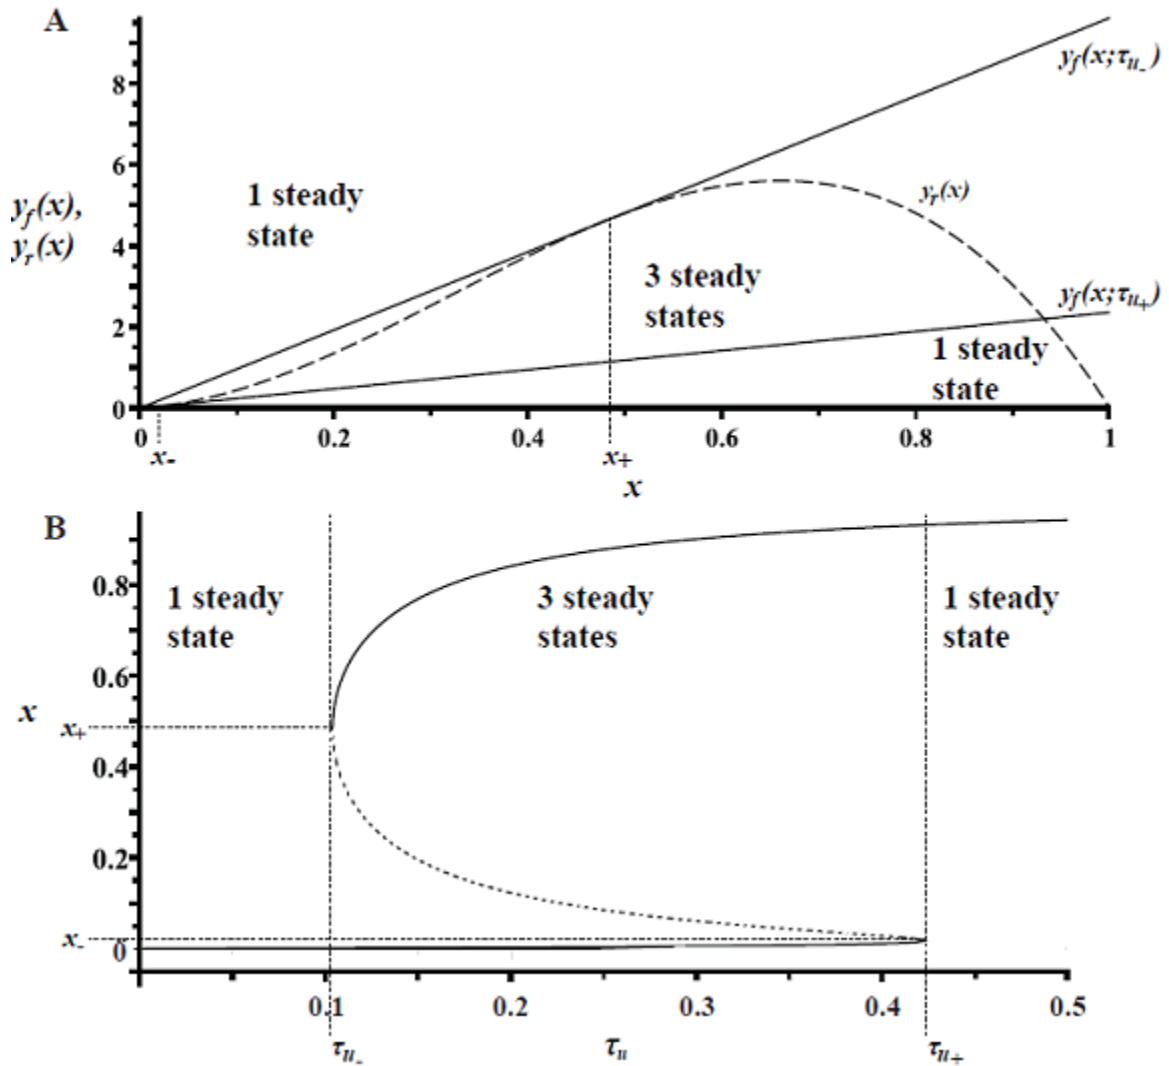 A
y_f(x;τ_u-)
8
6
1 steady
state
y_r(x)
y_f(x),
y_r(x)
4
3 steady
states
y_f(x;τ_u+)
2
1 steady
state
0
0 0.2 0.4 0.6 0.8 1
x- x+
x
B
0.8
1 steady
state
3 steady
states
1 steady
state
0.6
x
x+
0.4
0.2
x-
0
0.1 0.2 0.3 0.4 0.5
τ_u- τ_u τ_u+